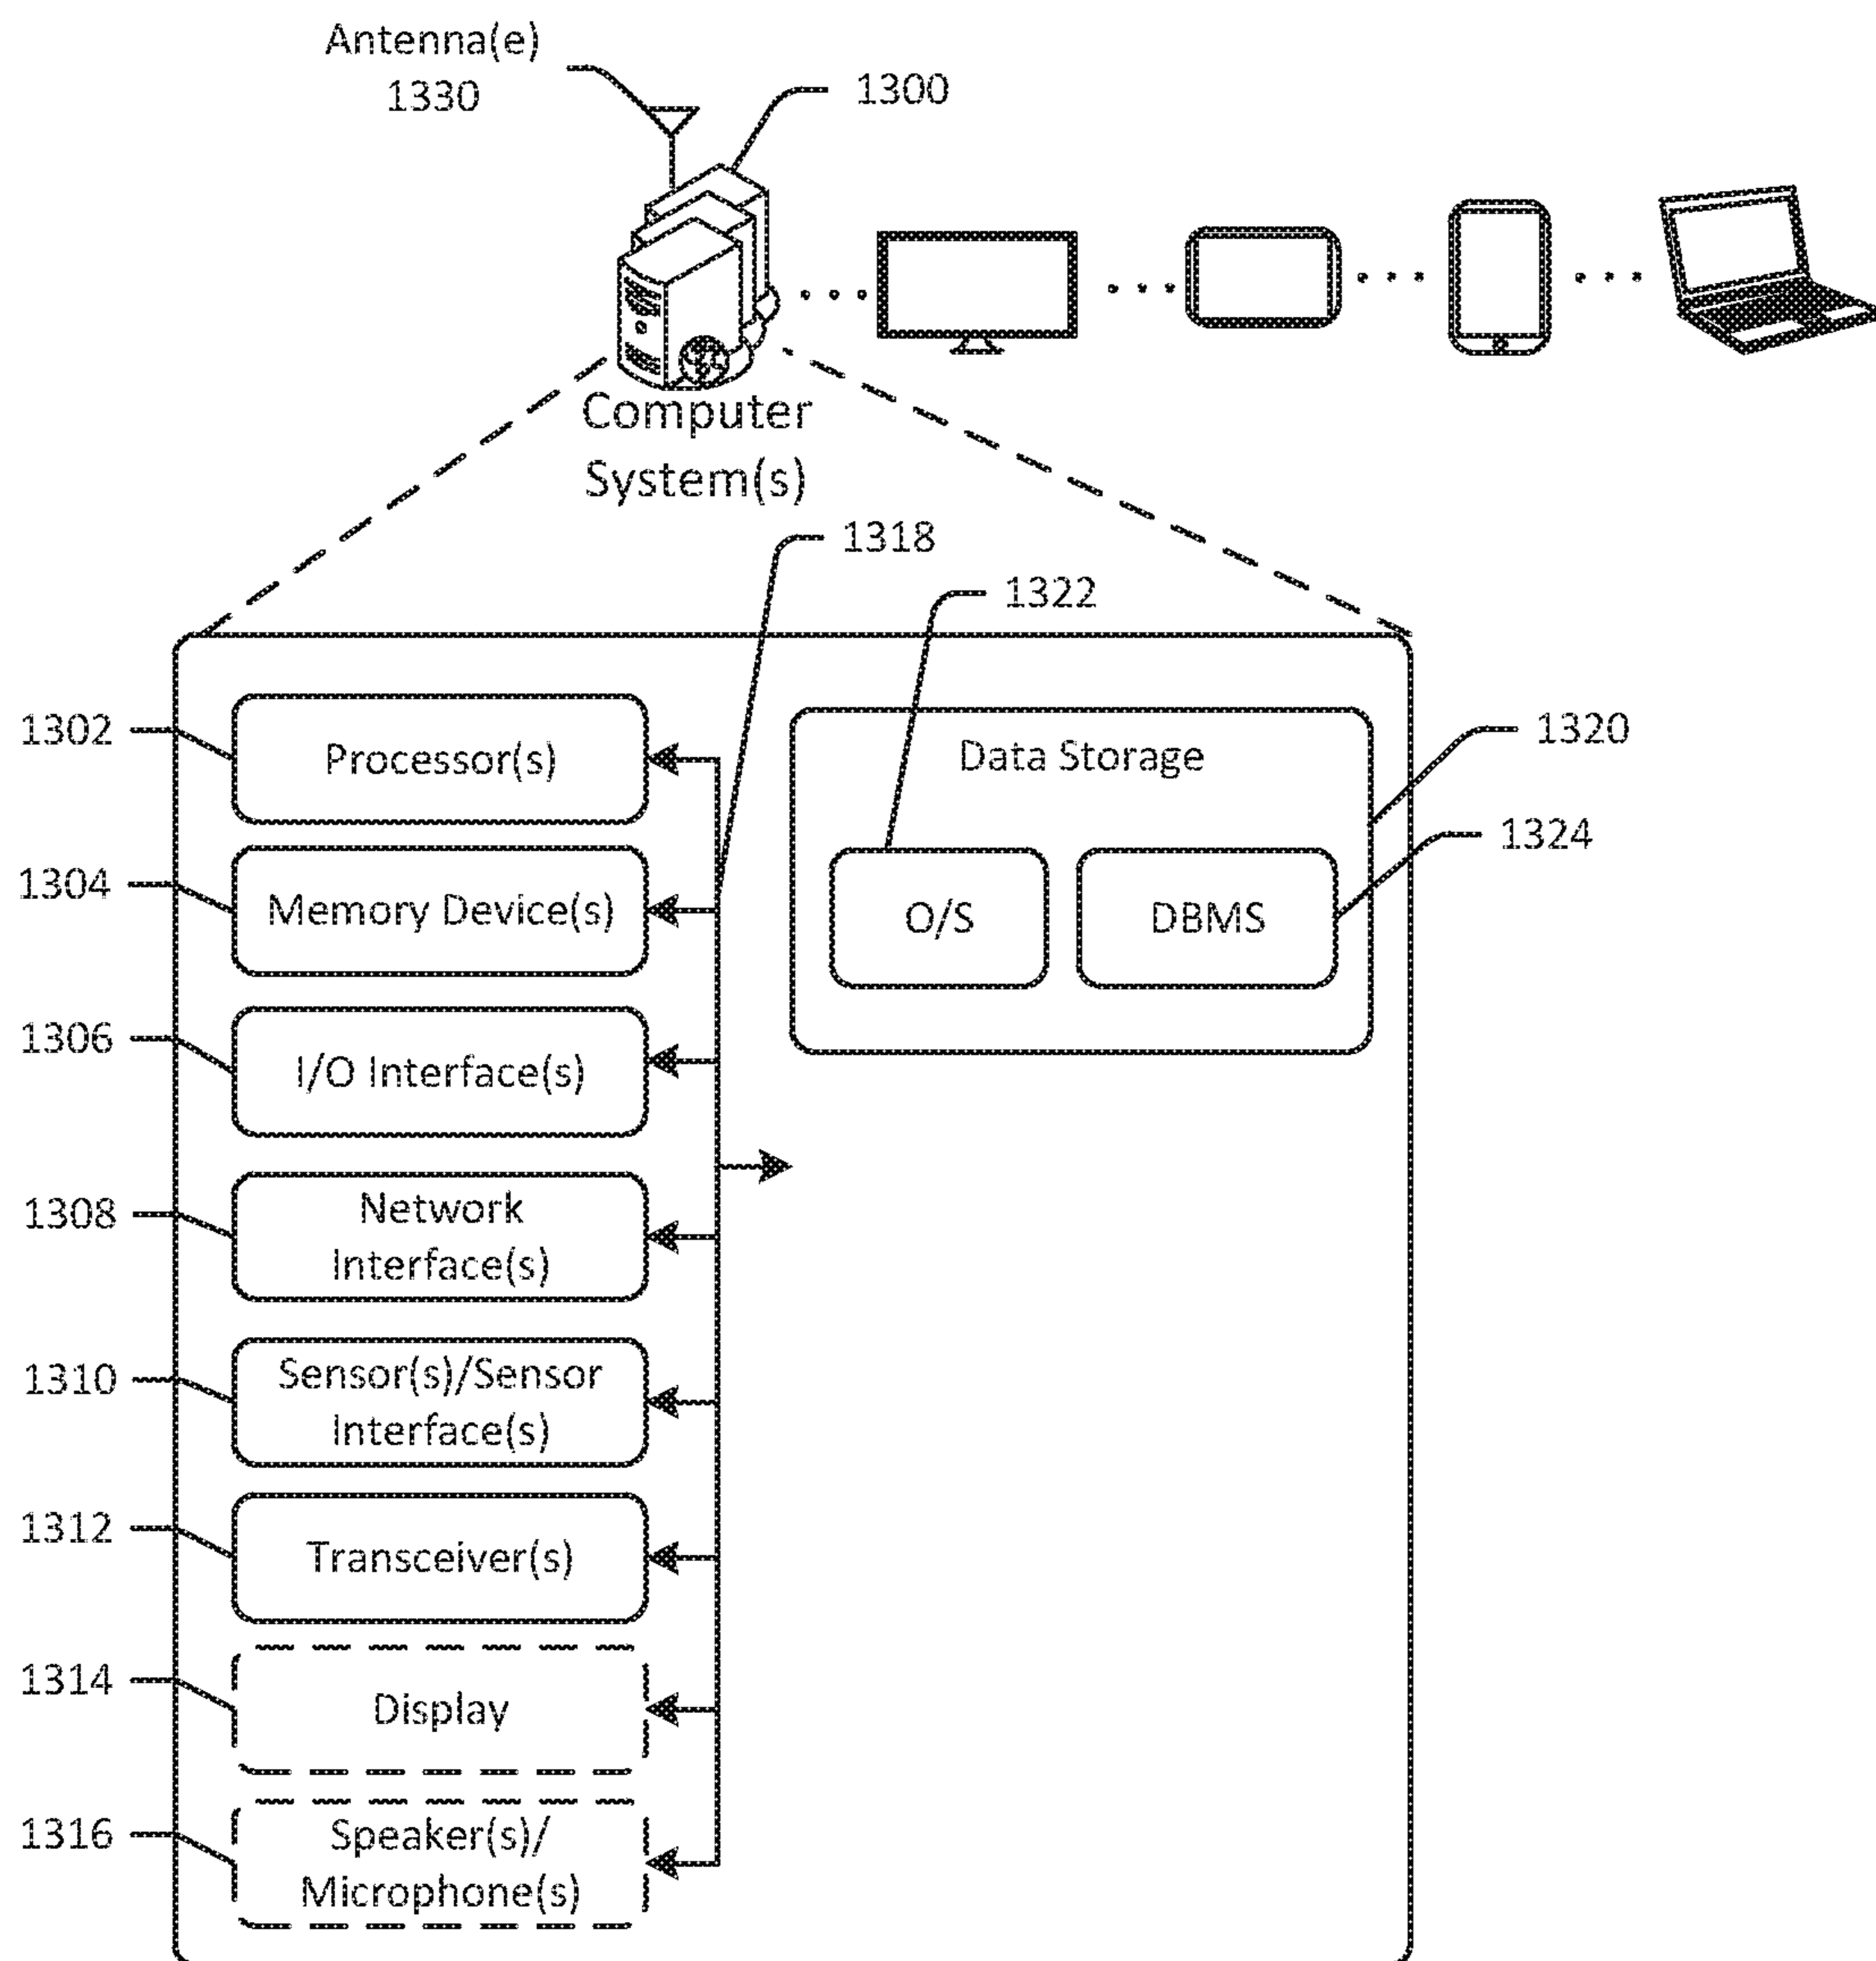 Antenna(e)
1330
1300
Computer
System(s)
1318
1322
1302
Processor(s)
Data Storage
1320
1324
1304
Memory Device(s)
O/S
DBMS
1306
I/O Interface(s)
1308
Network
Interface(s)
1310
Sensor(s)/Sensor
Interface(s)
1312
Transceiver(s)
1314
Display
1316
Speaker(s)/
Microphone(s)